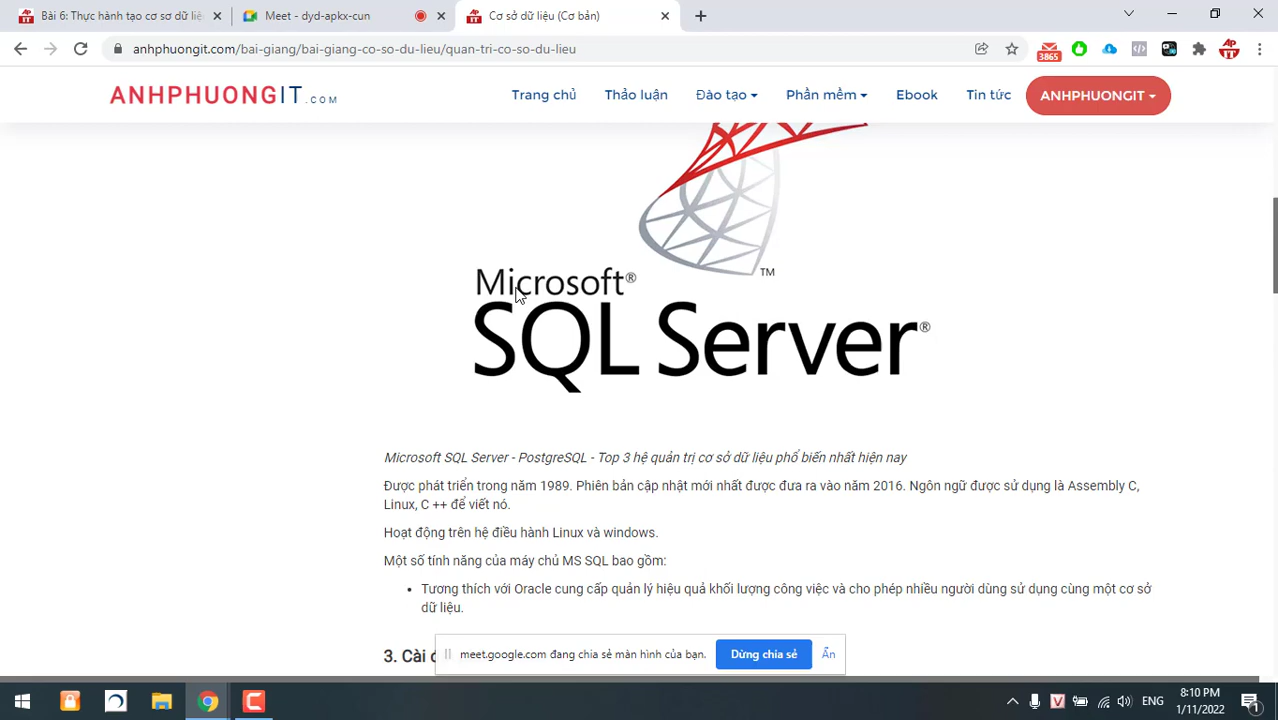 Bài 6: Thực hành tạo cơ sơ dữ liệ
Meet - dyd-apkx-cun
Cơ sở dữ liệu (Cơ bản)
anhphuongit.com/bai-giang/bai-giang-co-so-du-lieu/quan-tri-co-so-du-lieu
3865
AP
IT
ANHPHUONGIT.COM
Trang chủ
Thảo luận
Đào tạo
Phần mềm
Ebook
Tin tức
ANHPHUONGIT
TM
Microsoft®
SQL Server®
Microsoft SQL Server - PostgreSQL - Top 3 hệ quản trị cơ sở dữ liệu phổ biến nhất hiện nay
Được phát triển trong năm 1989. Phiên bản cập nhật mới nhất được đưa ra vào năm 2016. Ngôn ngữ được sử dụng là Assembly C,
Linux, C ++ để viết nó.
Hoạt động trên hệ điều hành Linux và windows.
Một số tính năng của máy chủ MS SQL bao gồm:
• Tương thích với Oracle cung cấp quản lý hiệu quả khối lượng công việc và cho phép nhiều người dùng sử dụng cùng một cơ sở
dữ liệu.
3. Cài
meet.google.com đang chia sẻ màn hình của bạn.
Dừng chia sẻ
Ẩn
V
ENG
8:10 PM
1/11/2022
1